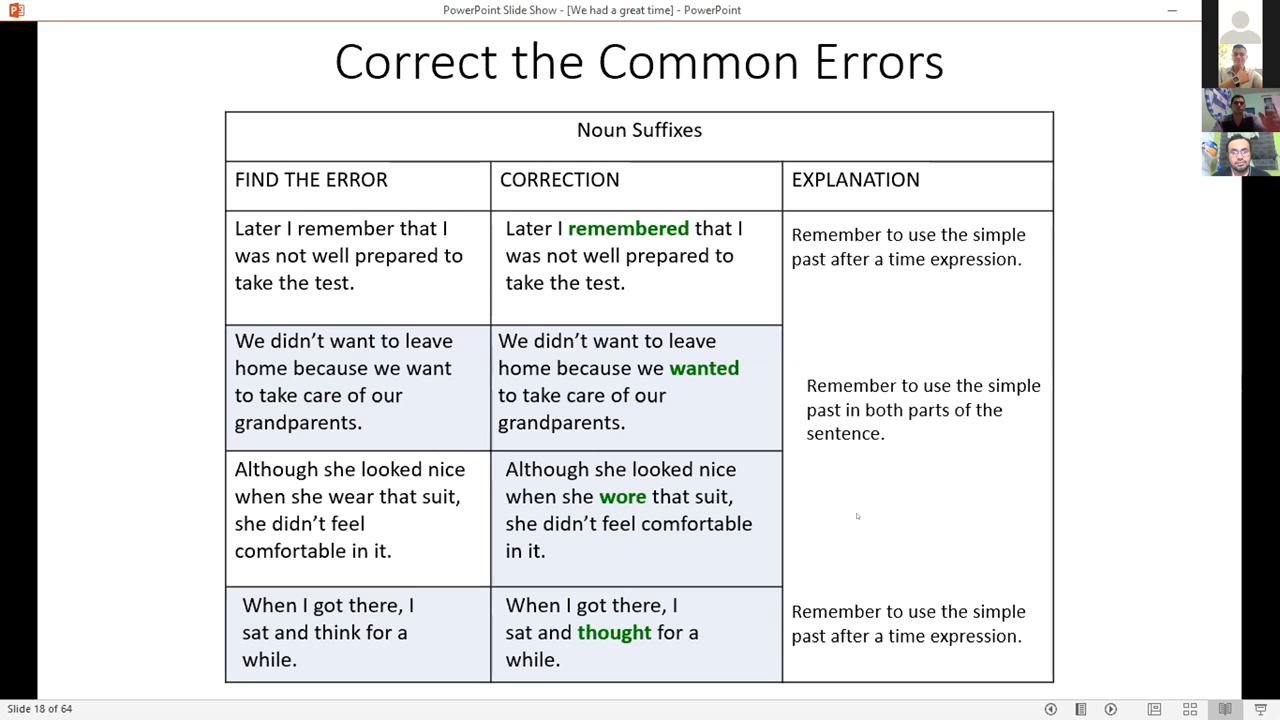 PowerPoint Slide Show - [We had a great time] - PowerPoint
Correct the Common Errors
Noun Suffixes
FIND THE ERROR
CORRECTION
EXPLANATION
Later I remember that I
was not well prepared to
take the test.
Later I remembered that I
was not well prepared to
take the test.
Remember to use the simple
past after a time expression.
We didn't want to leave
home because we want
to take care of our
grandparents.
We didn't want to leave
home because we wanted
to take care of our
grandparents.
Remember to use the simple
past in both parts of the
sentence.
Although she looked nice
when she wear that suit,
she didn't feel
comfortable in it.
Although she looked nice
when she wore that suit,
she didn't feel comfortable
in it.
When I got there, I
sat and think for a
while.
When I got there, I
sat and thought for a
while.
Remember to use the simple
past after a time expression.
Slide 18 of 64